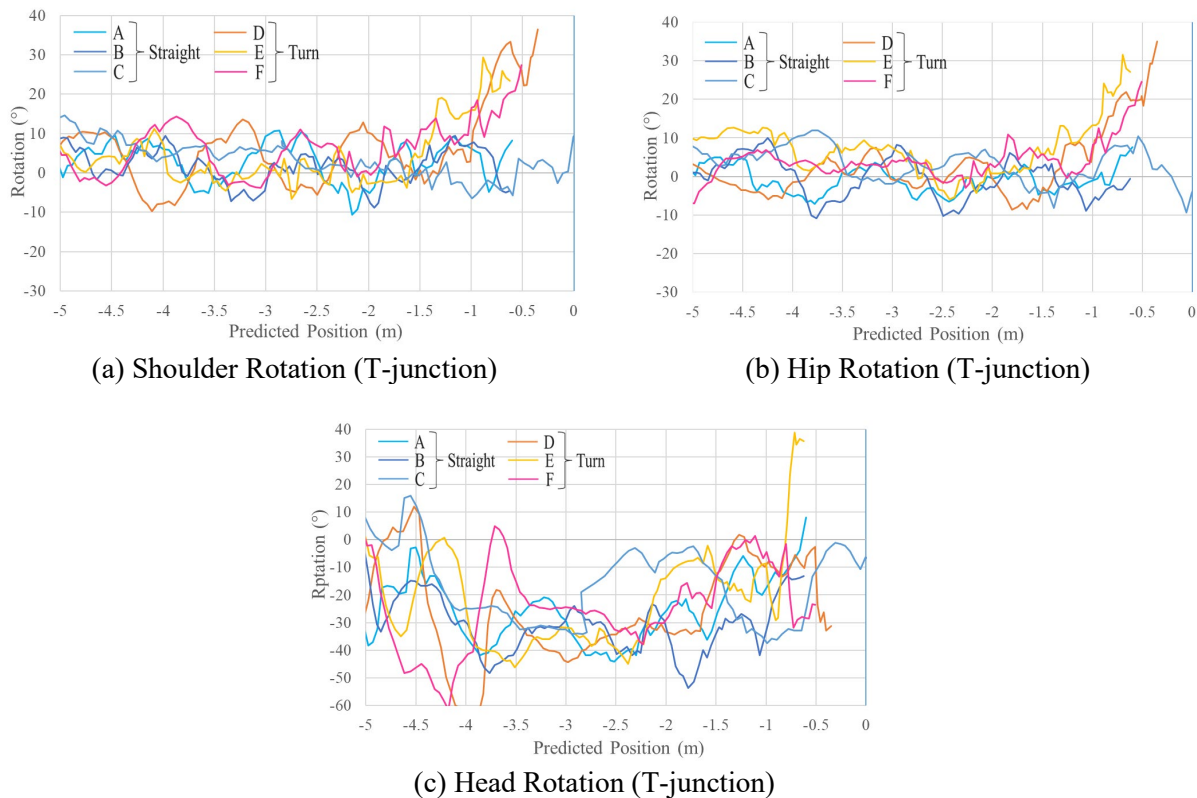 40
30
20
10
0
-10
-20
-30
Rotation (°)
A
B
C
Straight
D
E
F
Turn
-5 -4.5 -4 -3.5 -3 -2.5 -2 -1.5 -1 -0.5 0
Predicted Position (m)
(a) Shoulder Rotation (T-junction)
40
30
20
10
0
-10
-20
-30
Rotation (°)
A
B
C
Straight
D
E
F
Turn
-5 -4.5 -4 -3.5 -3 -2.5 -2 -1.5 -1 -0.5 0
Predicted Position (m)
(b) Hip Rotation (T-junction)
40
30
20
10
0
-10
-20
-30
-40
-50
-60
Rptation (°)
A
B
C
Straight
D
E
F
Turn
-5 -4.5 -4 -3.5 -3 -2.5 -2 -1.5 -1 -0.5 0
Predicted Position (m)
(c) Head Rotation (T-junction)